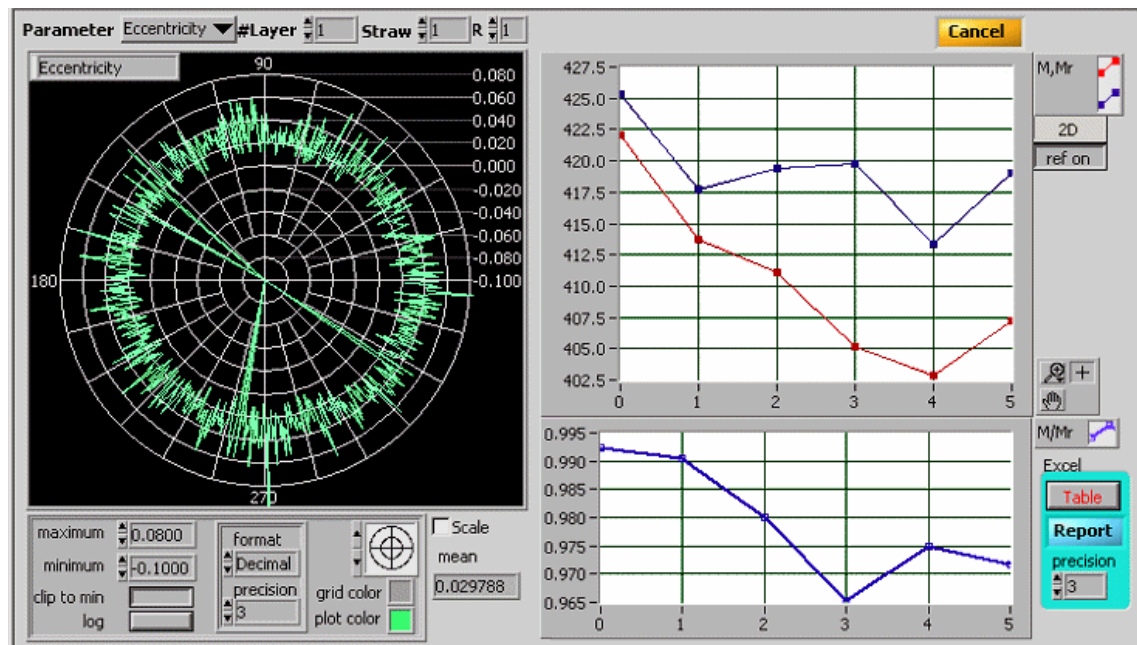 Parameter Eccentricity #Layer 1 Straw 1 R 1
Cancel
Eccentricity
90
180
270
0.080
0.060
0.040
0.020
0.000
-0.020
-0.040
-0.060
-0.080
-0.100
427.5
425.0
422.5
420.0
417.5
415.0
412.5
410.0
407.5
405.0
402.5
0 1 2 3 4 5
M,Mr
2D
ref on
0.995
0.990
0.985
0.980
0.975
0.970
0.965
0 1 2 3 4 5
M/Mr
Excel
Table
Report
precision
3
maximum 0.0800
minimum -0.1000
clip to min
log
format
Decimal
precision
3
grid color
plot color
Scale
mean
0.029788